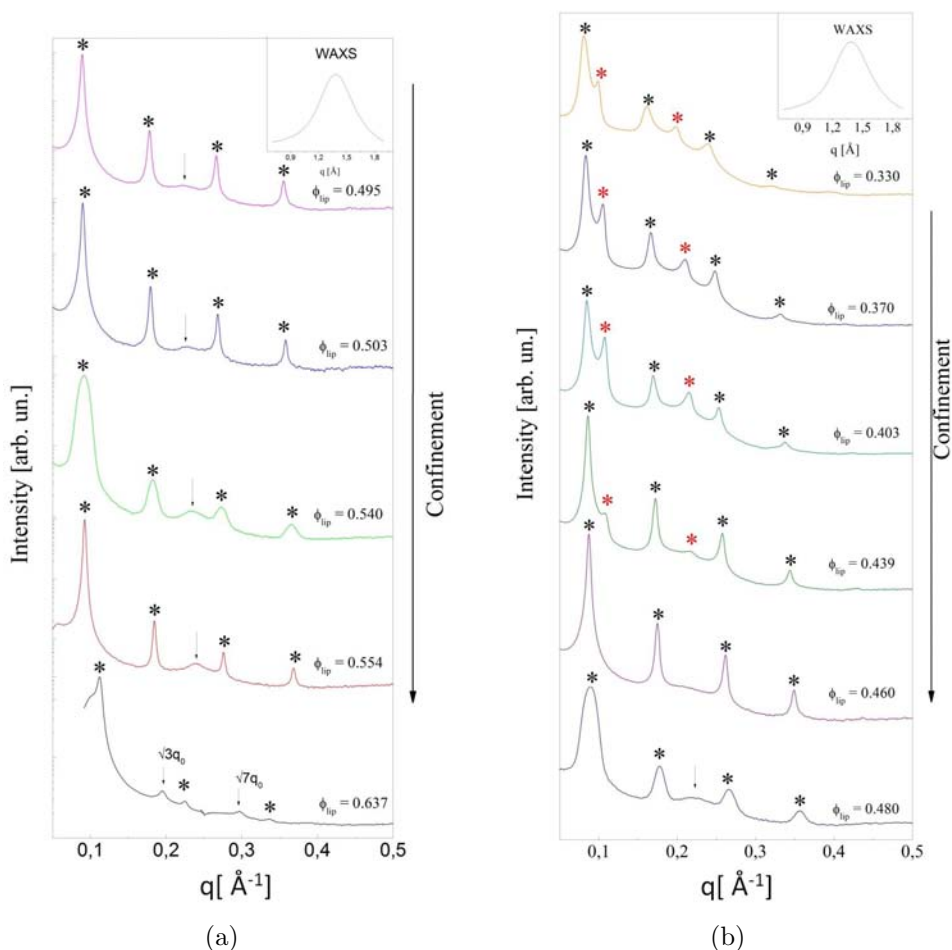 WAXS
0,9 1,2 1,5 1,8
q [Å]
ϕlip = 0.495
ϕlip = 0.503
ϕlip = 0.540
ϕlip = 0.554
√3q0
√7q0
ϕlip = 0.637
Intensity [arb. un.]
Confinement
0,1 0,2 0,3 0,4 0,5
q[ Å-1]
(a)
WAXS
0,9 1,2 1,5 1,8
q [Å]
ϕlip = 0.330
ϕlip = 0.370
ϕlip = 0.403
ϕlip = 0.439
ϕlip = 0.460
ϕlip = 0.480
Intensity [arb. un.]
Confinement
0,1 0,2 0,3 0,4 0,5
q[ Å-1]
(b)